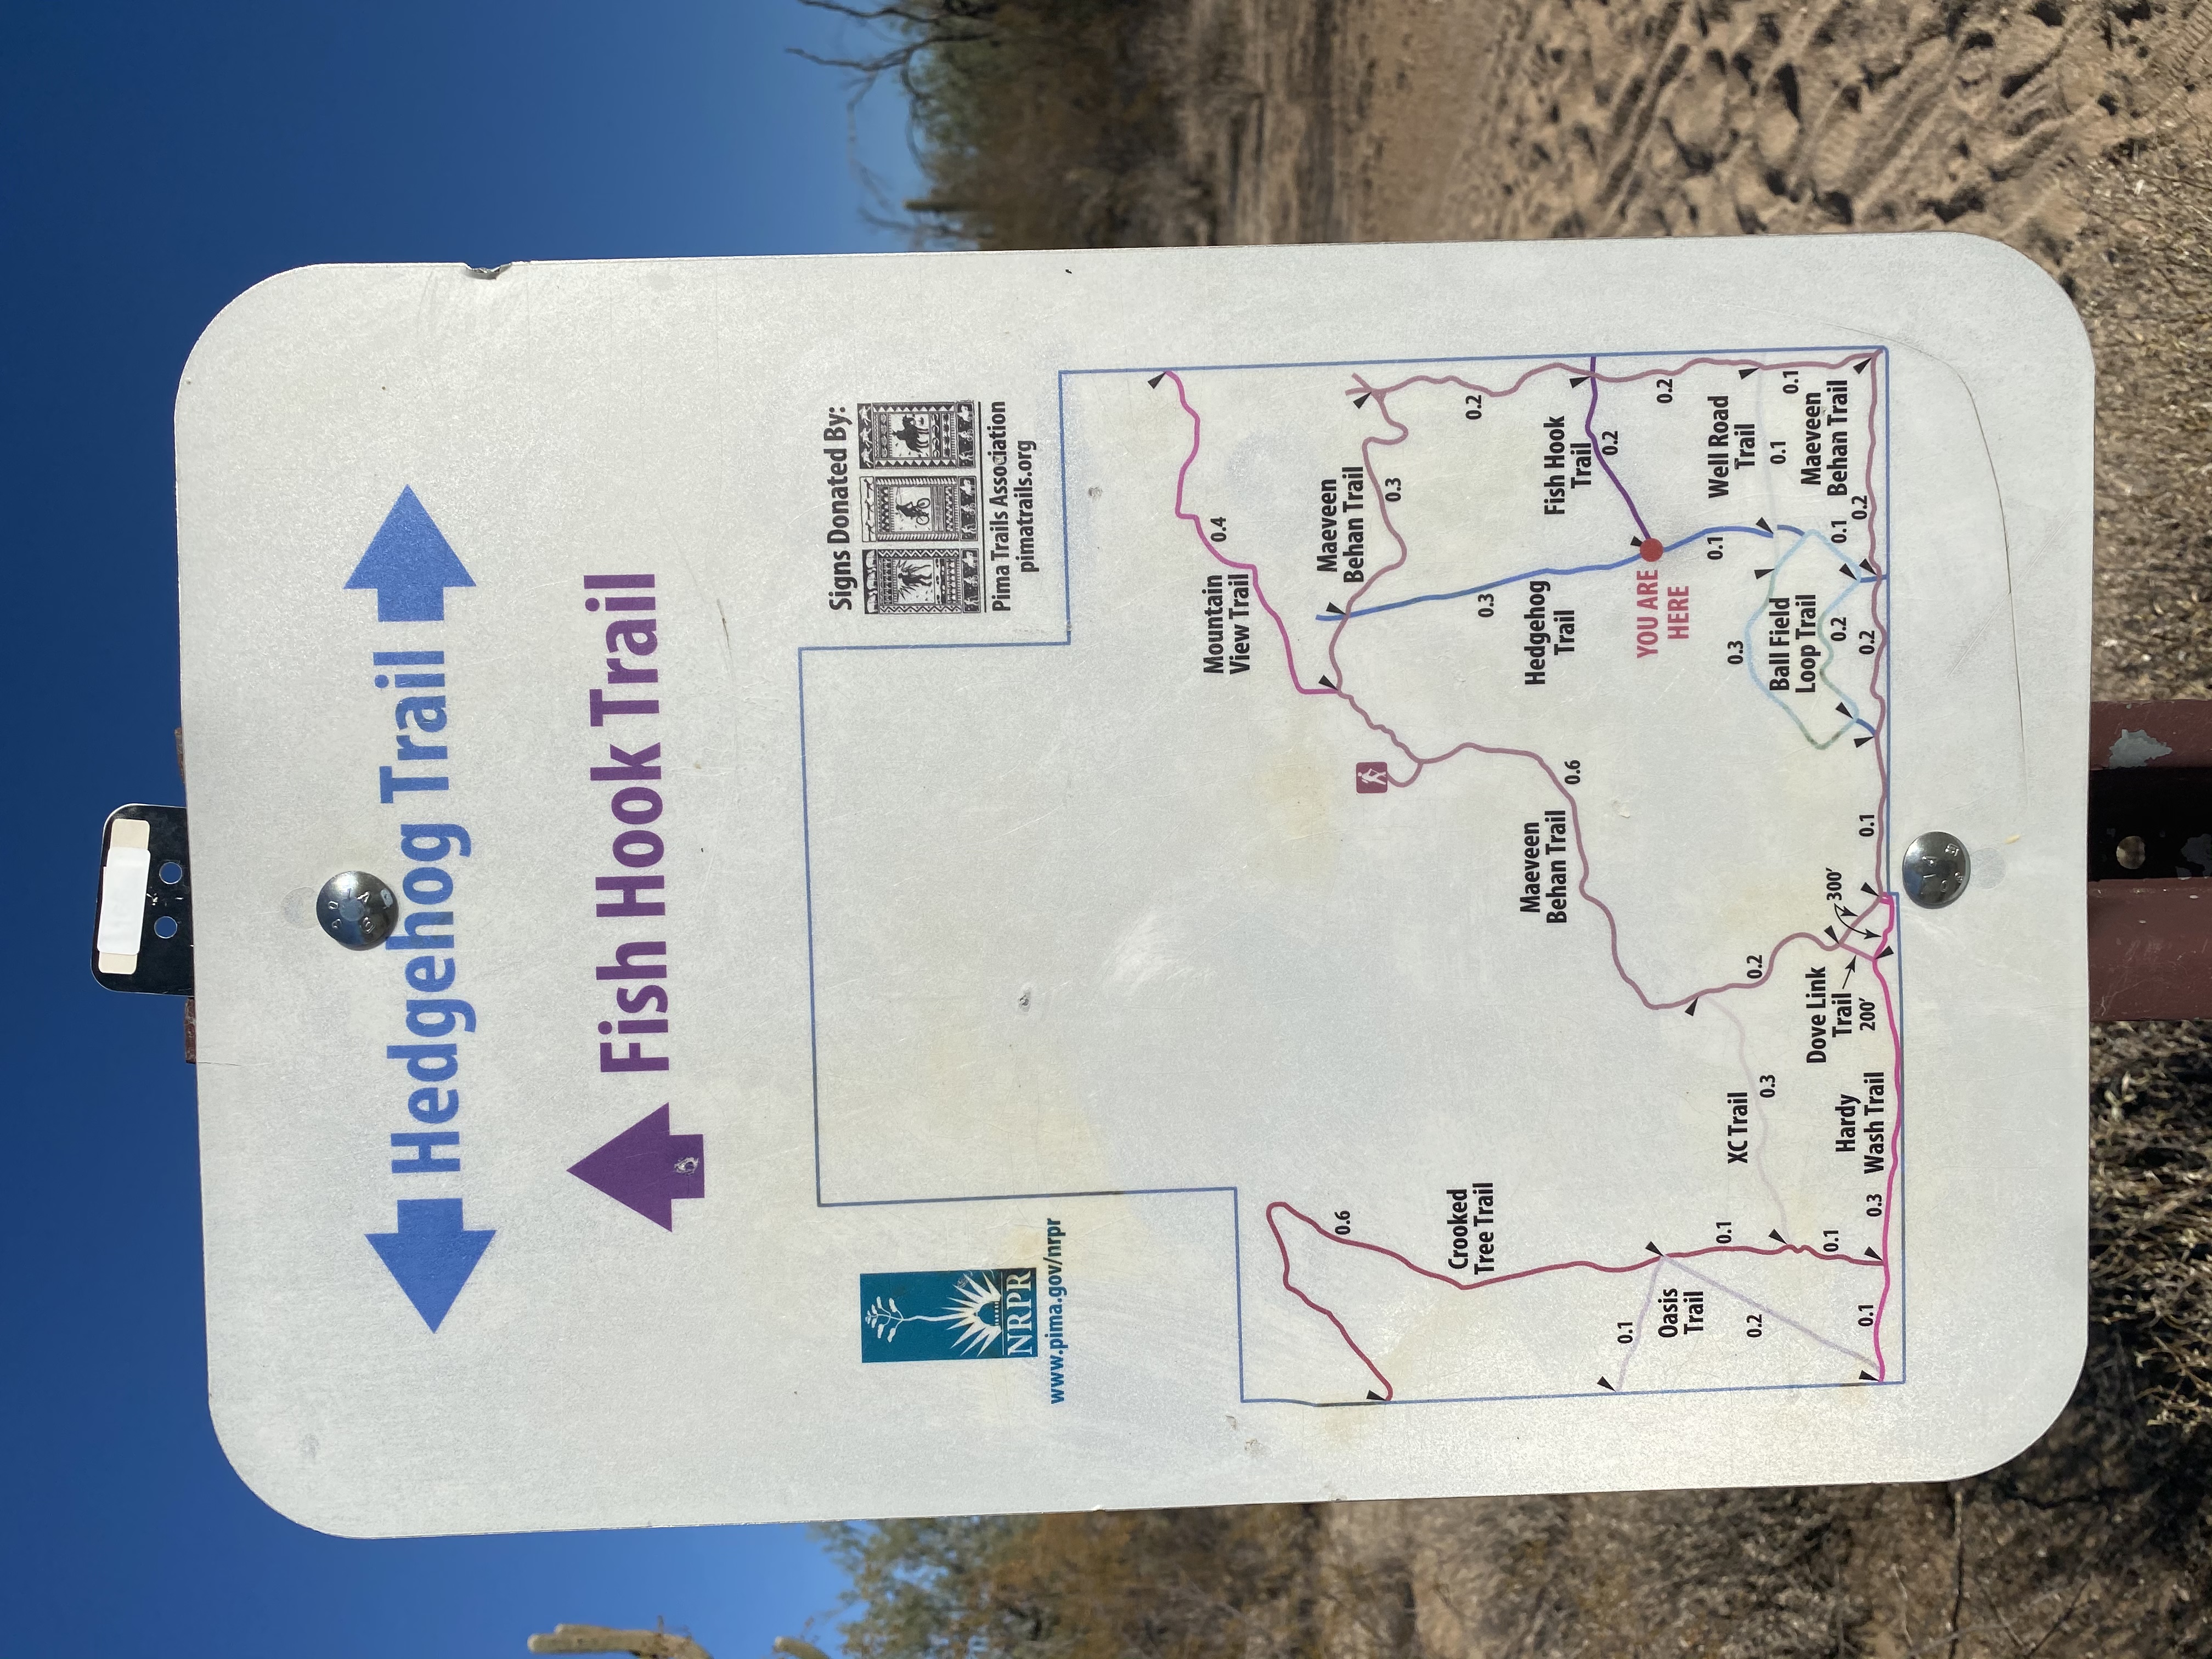 Hedgehog Trail
Fish Hook Trail
NRPR
www.pima.gov/nrpr
Signs Donated By:
Pima Trails Association
pimatrails.org
Mountain
View Trail
0.4
Maeveen
Behan Trail
0.3
0.6
Crooked
Tree Trail
0.2
0.3
Hedgehog
Trail
Maeveen
Behan Trail
0.6
Fish Hook
Trail
0.2
0.1
Oasis
Trail
0.2
YOU ARE
HERE
0.2
0.1
0.1
XC Trail
0.3
0.2
0.3
Well Road
Trail
0.1
0.1
Ball Field
Loop Trail
0.2
0.1
Maeveen
Behan Trail
0.2
Dove Link
Trail
200'
300'
0.1
Hardy
Wash Trail
0.1
0.3
0.1
0.2